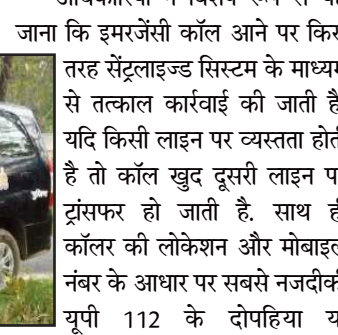 जाना कि इमरजेंसी कॉल आने पर किस
तरह सेंट्रलाइज्ड सिस्टम के माध्यम
से तत्काल कार्रवाई की जाती है
यदि किसी लाइन पर व्यस्तता होती
है तो कॉल खुद दूसरी लाइन प
ट्रांसफर हो जाती है. साथ ही
कॉलर की लोकेशन और मोबाइल
नंबर के आधार पर सबसे नजदीकी
यूपी 112 के दोपहिया य